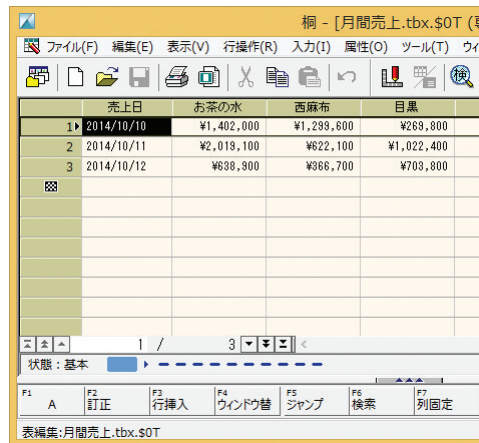 桐 - [月間売上.tbx.$0T (
ファイル(F) 編集(E) 表示(V) 行操作(R) 入力(I) 属性(O) ツール(T) ウィ
検
売上日 お茶の水 西麻布 目黒
1 2014/10/10 ¥1,402,000 ¥1,299,600 ¥269,800
2 2014/10/11 ¥2,019,100 ¥622,100 ¥1,022,400
3 2014/10/12 ¥638,900 ¥366,700 ¥703,800
1 / 3
状態：基本
F1 A F2 訂正 F3 行挿入 F4 ウィンドウ替 F5 ジャンプ F6 検索 F7 列固定
表編集:月間売上.tbx.$0T